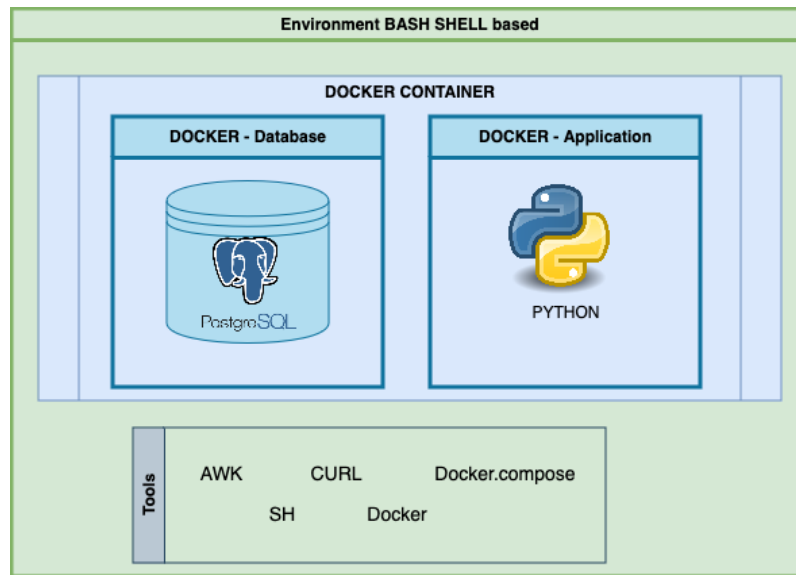 Environment BASH SHELL based
DOCKER CONTAINER
DOCKER - Database
DOCKER - Application
PostgreSQL
PYTHON
Tools
AWK CURL Docker.compose
SH Docker